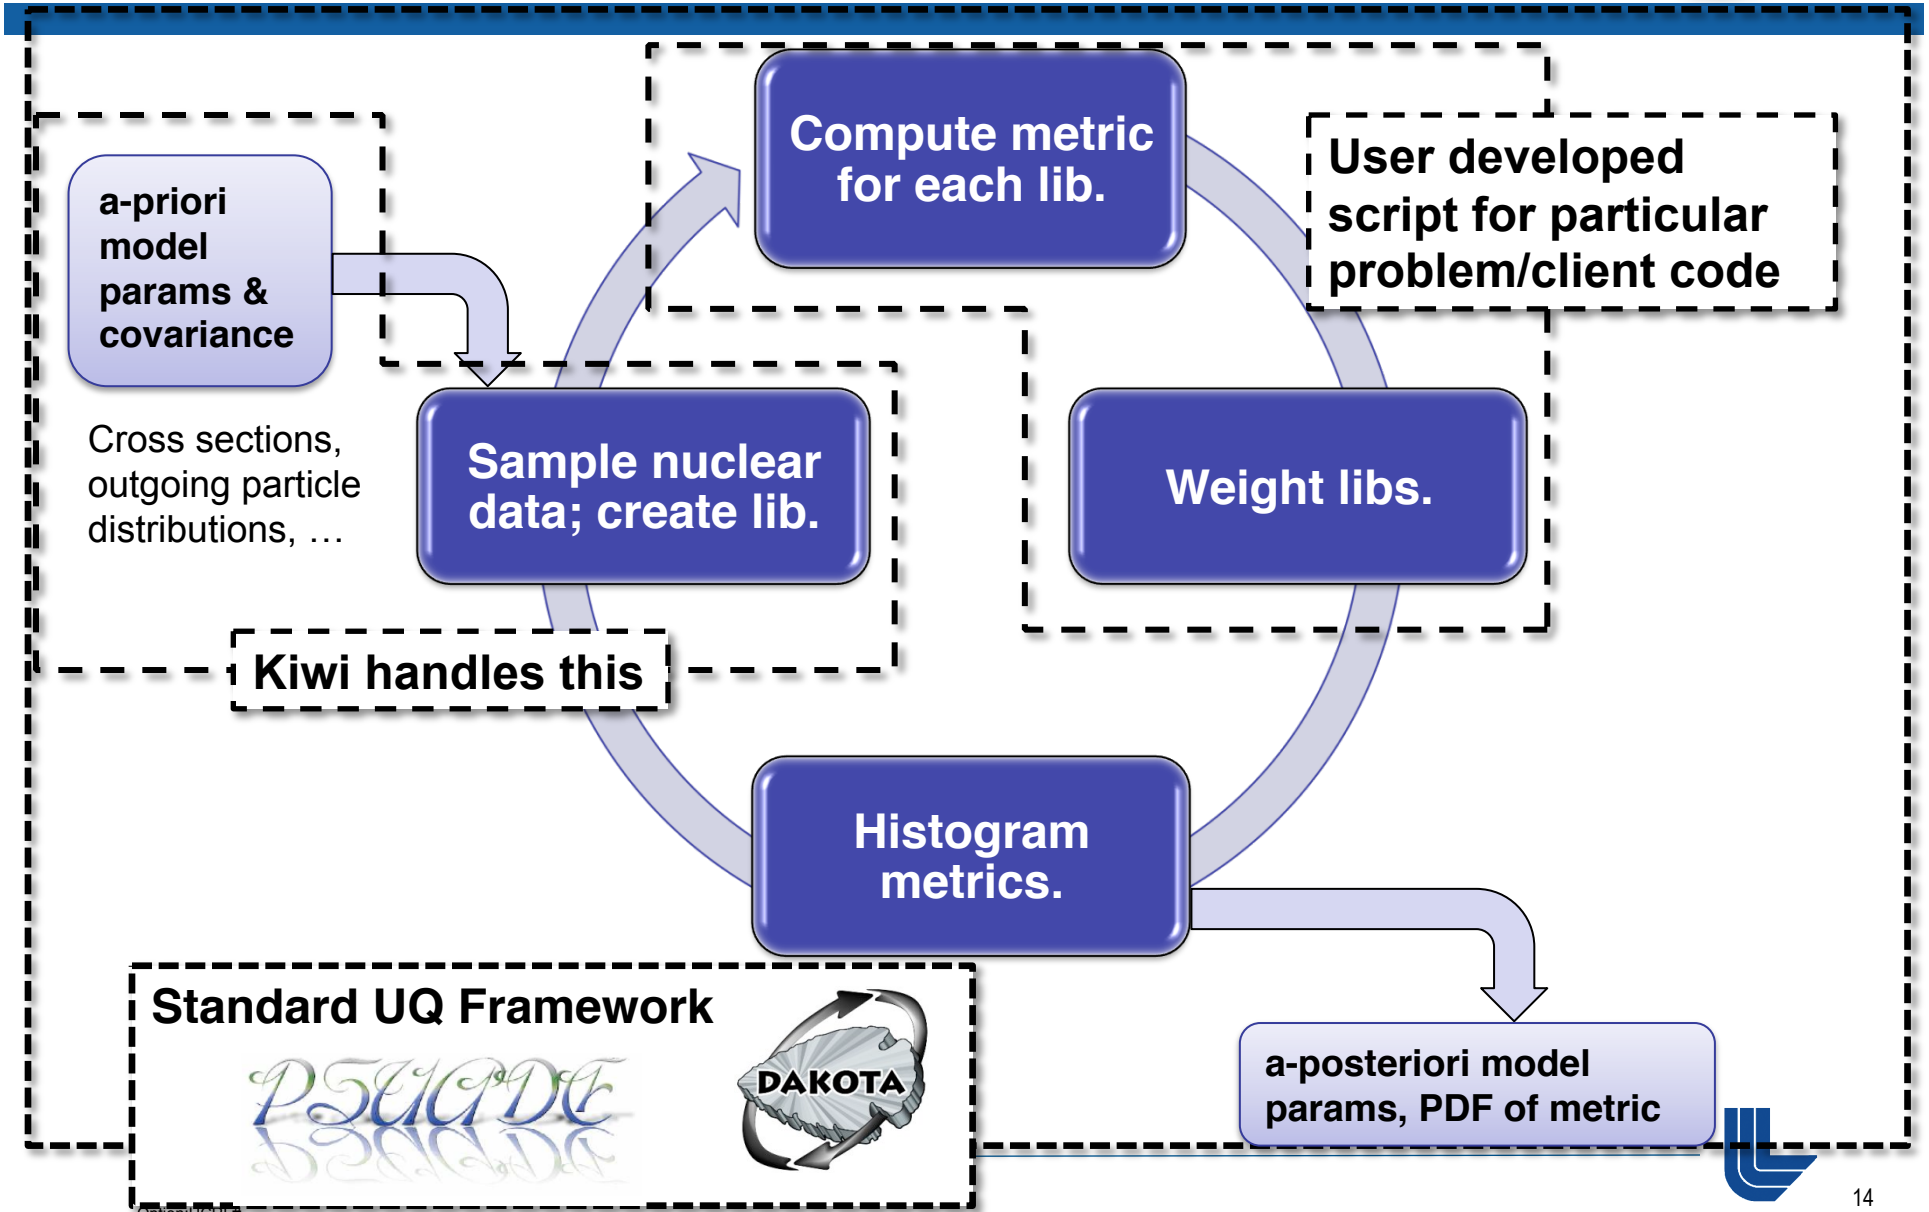 Compute metric
for each lib.
User developed
script for particular
problem/client code
a-priori
model
params &
covariance
Cross sections,
outgoing particle
distributions, …
Sample nuclear
data; create lib.
Weight libs.
Kiwi handles this
Histogram
metrics.
Standard UQ Framework
PSUADE
DAKOTA
a-posteriori model
params, PDF of metric
14